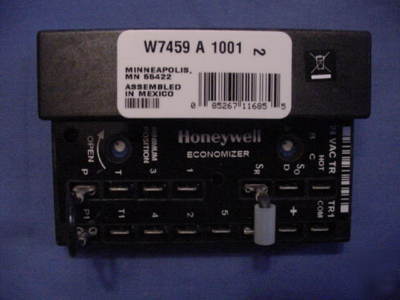 W7459 A 1001 2
MINNEAPOLIS,
MN 55422
ASSEMBLED
IN MEXICO
0 85267 11685 5
Honeywell
ECONOMIZER
OPEN
MINIMUM
POSITION
24 VAC
TR
HOT
TR1
COM
P T 3 1 SR SO D B C
P1 T1 4 2 5 +